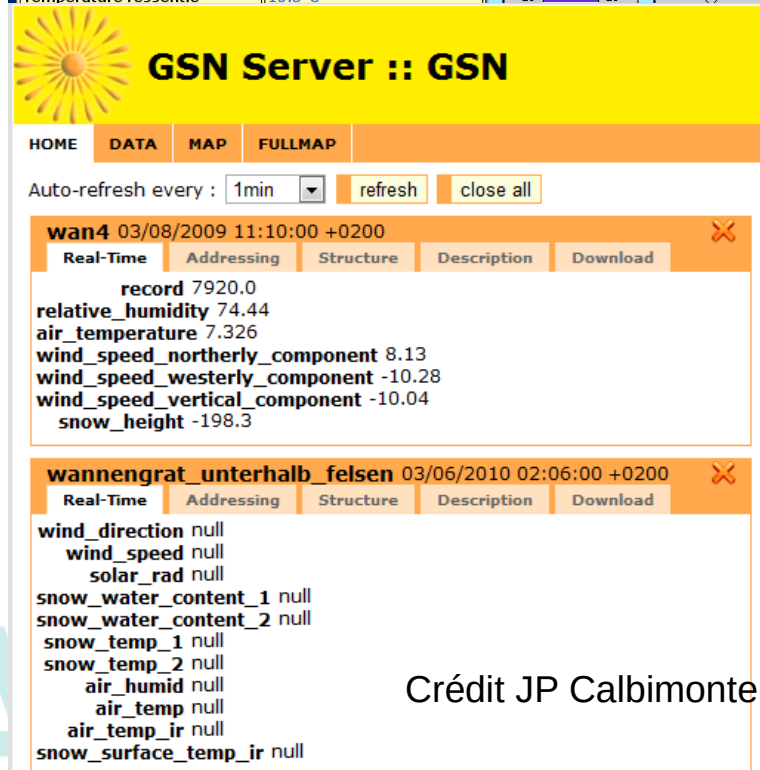 GSN Server :: GSN
HOME DATA MAP FULLMAP
Auto-refresh every : 1min refresh close all
wan4 03/08/2009 11:10:00 +0200
Real-Time Addressing Structure Description Download
record 7920.0
relative_humidity 74.44
air_temperature 7.326
wind_speed_northerly_component 8.13
wind_speed_westerly_component -10.28
wind_speed_vertical_component -10.04
snow_height -198.3
wannengrat_unterhalb_felsen 03/06/2010 02:06:00 +0200
Real-Time Addressing Structure Description Download
wind_direction null
wind_speed null
solar_rad null
snow_water_content_1 null
snow_water_content_2 null
snow_temp_1 null
snow_temp_2 null
air_humid null
Crédit JP Calbimonte
air_temp null
air_temp_ir null
snow_surface_temp_ir null